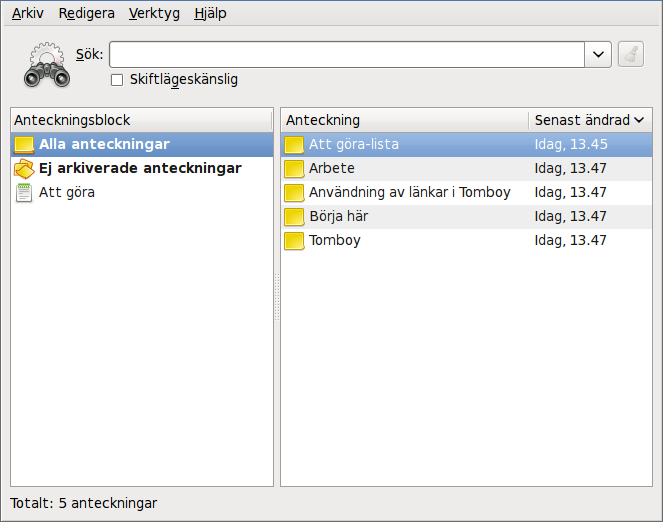 Arkiv Redigera Verktyg Hjälp
Sök:
Skiftlägeskänslig
Anteckningsblock
Alla anteckningar
Ej arkiverade anteckningar
Att göra
Anteckning Senast ändrad
Att göra-lista Idag, 13.45
Arbete Idag, 13.47
Användning av länkar i Tomboy Idag, 13.47
Börja här Idag, 13.47
Tomboy Idag, 13.47
Totalt: 5 anteckningar